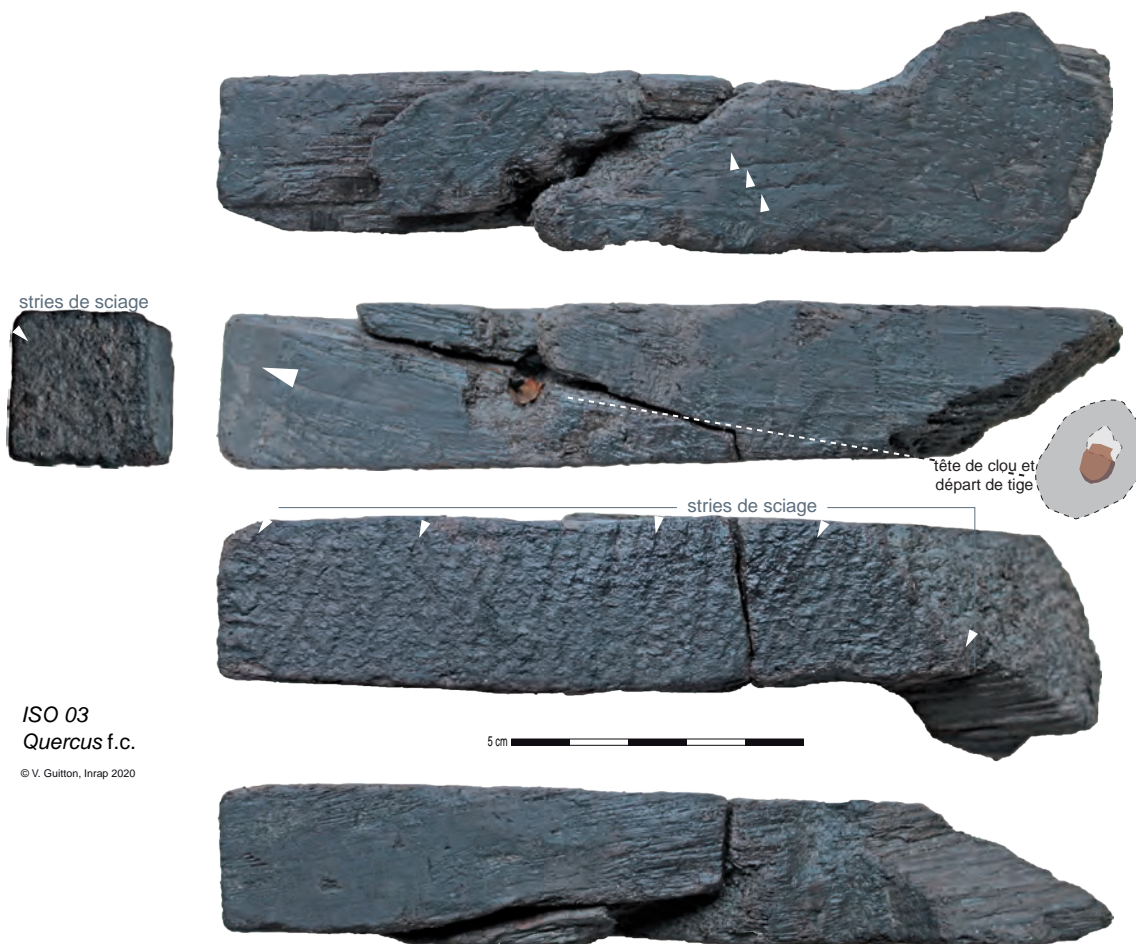 stries de sciage
tête de clou et
départ de tige
stries de sciage
ISO 03
Quercus f.c.
5 cm
© V. Guitton, Inrap 2020